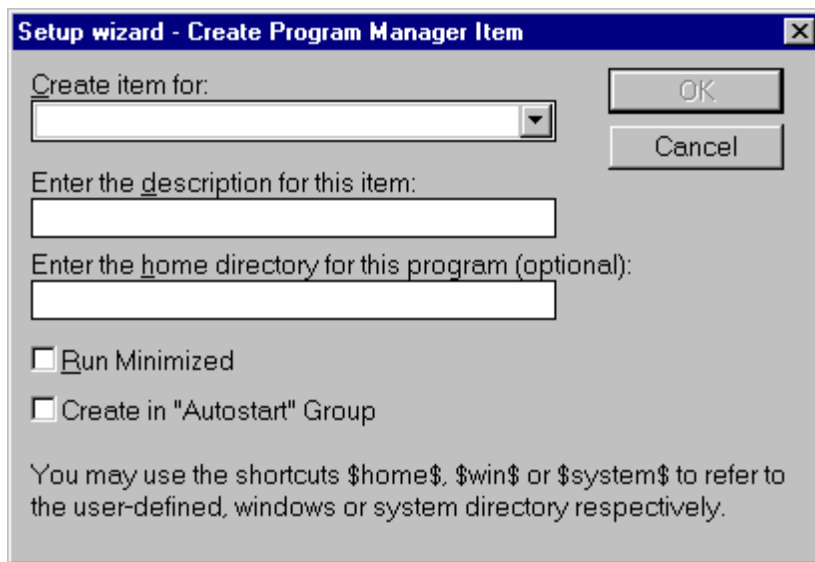 Setup wizard - Create Program Manager Item
Create item for:
OK
Cancel
Enter the description for this item:
Enter the home directory for this program (optional):
Run Minimized
Create in "Autostart" Group
You may use the shortcuts $home$, $win$ or $system$ to refer to
the user-defined, windows or system directory respectively.